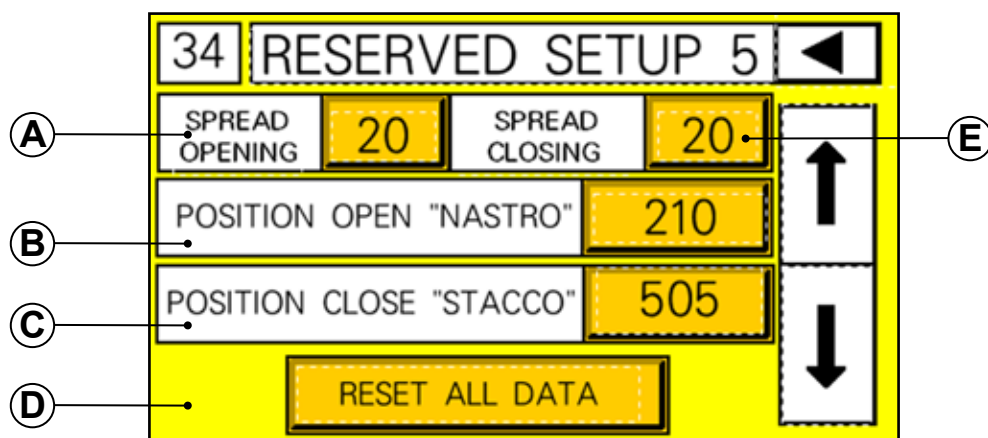 34 RESERVED SETUP 5
A SPREAD OPENING 20 SPREAD CLOSING 20 E
B POSITION OPEN "NASTRO" 210
C POSITION CLOSE "STACCO" 505
D RESET ALL DATA